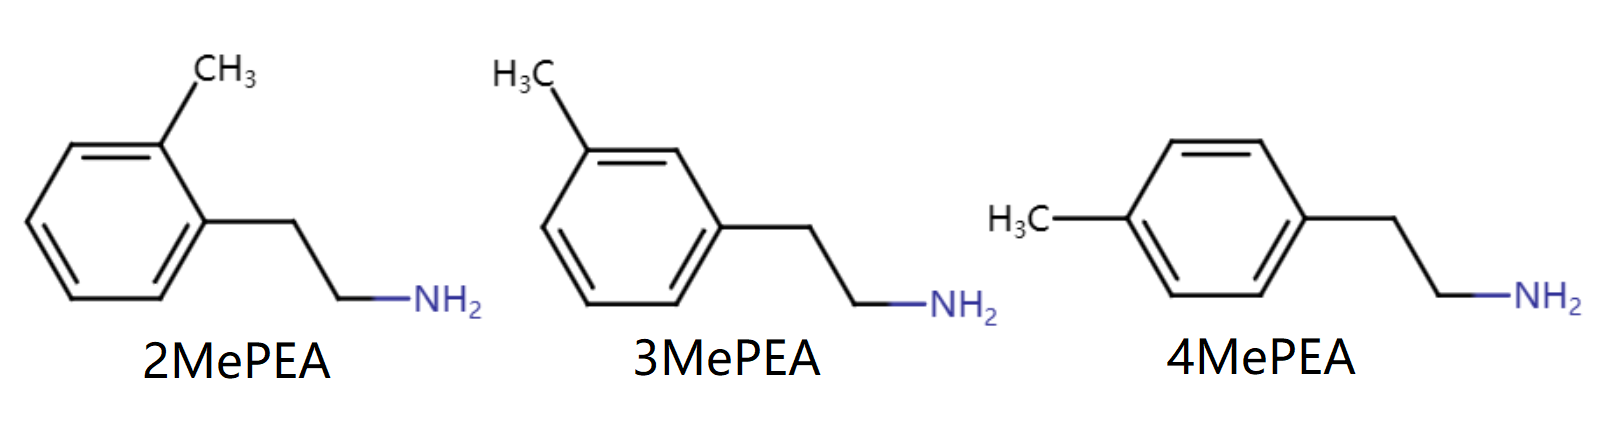 CH₃
H₃C
H₃C
NH₂
NH₂
NH₂
2MePEA
3MePEA
4MePEA